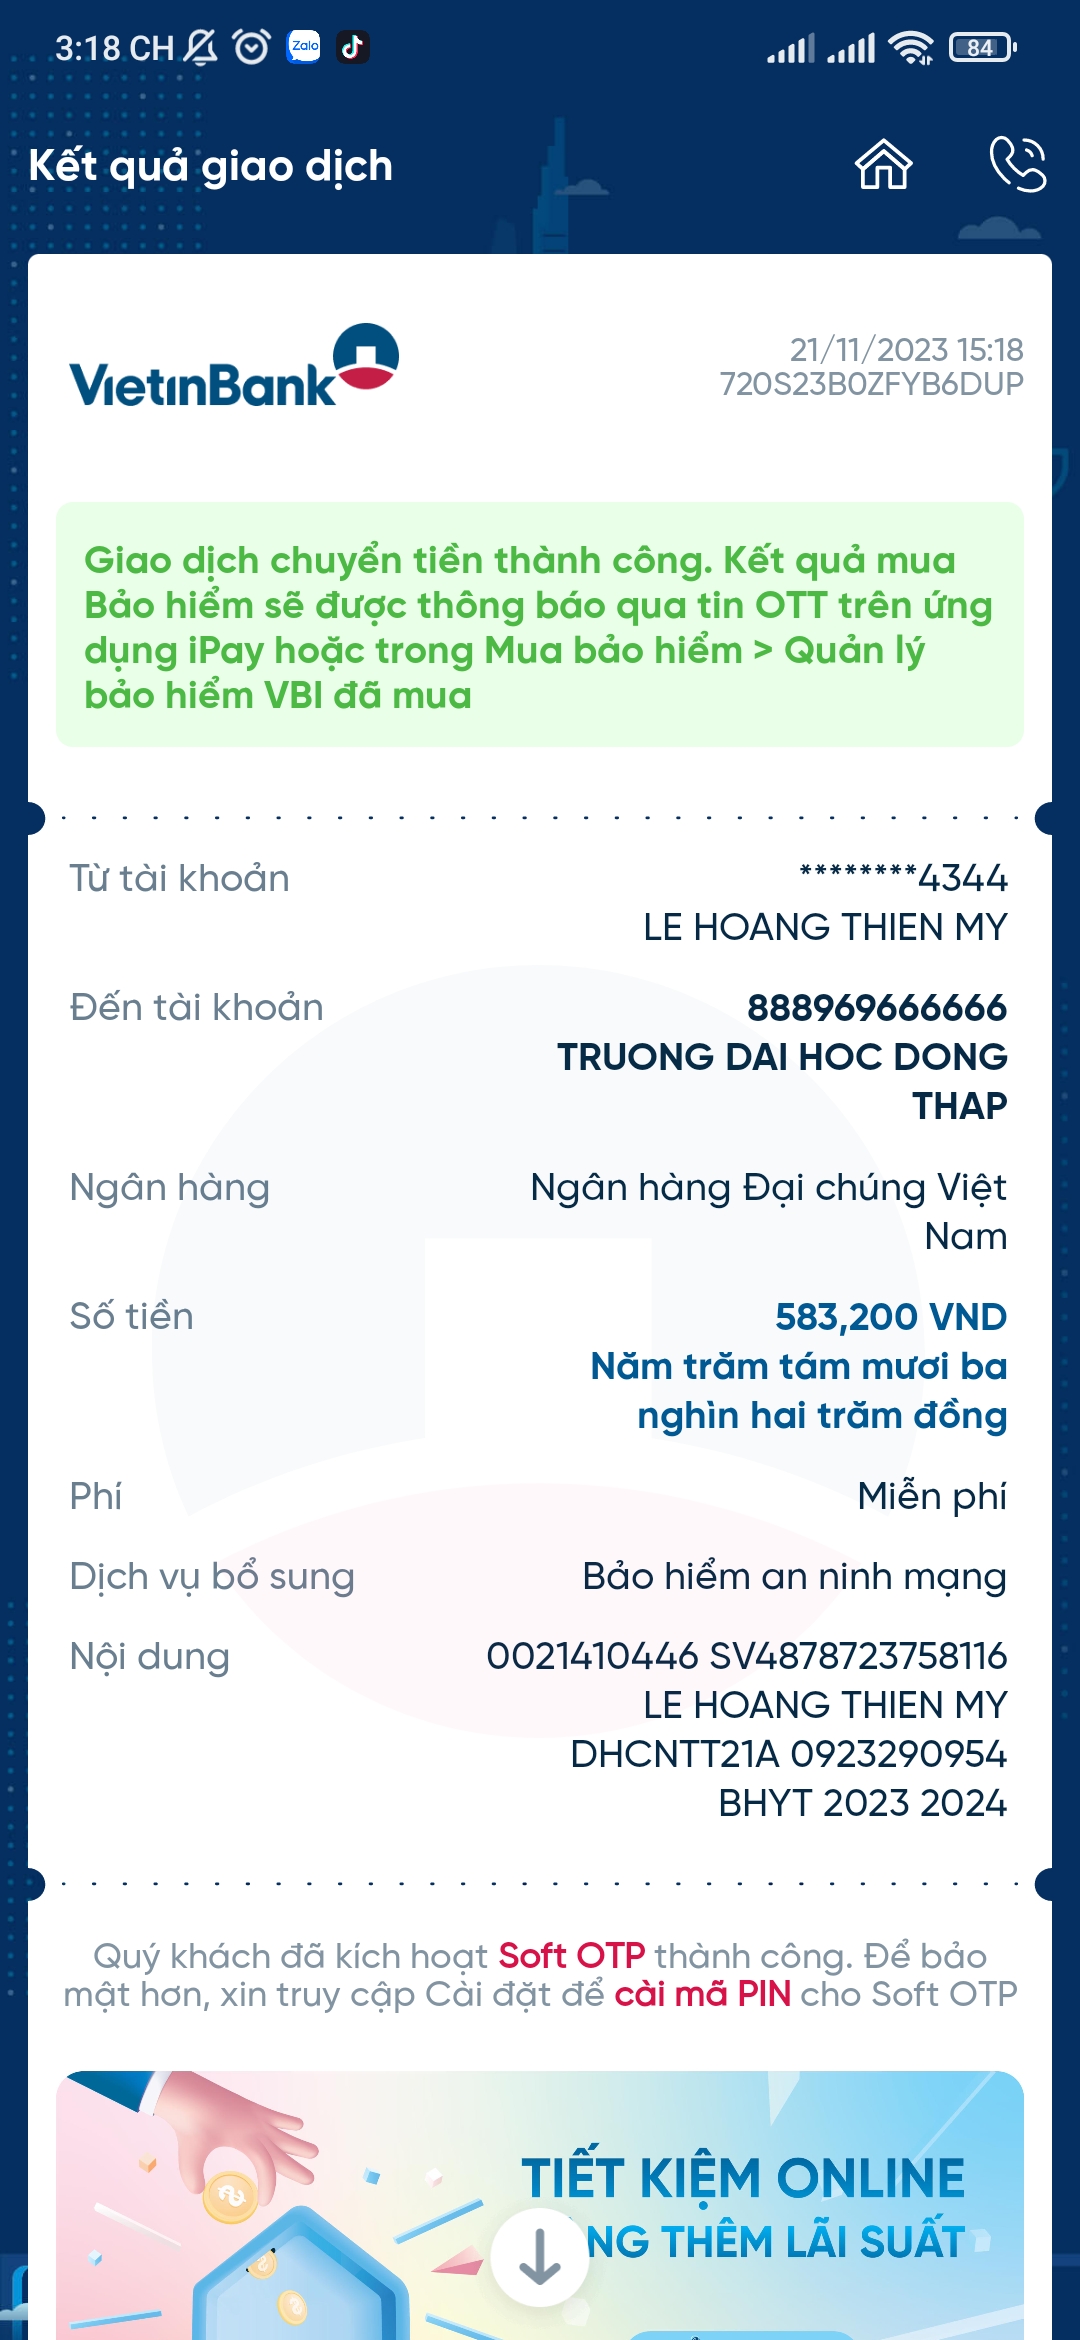 3:18 CH
Zalo
84
Kết quả giao dịch
VietinBank
21/11/2023 15:18
720S23B0ZFYB6DUP
Giao dịch chuyển tiền thành công. Kết quả mua
Bảo hiểm sẽ được thông báo qua tin OTT trên ứng
dụng iPay hoặc trong Mua bảo hiểm > Quản lý
bảo hiểm VBI đã mua
Từ tài khoản
********4344
LE HOANG THIEN MY
Đến tài khoản
888969666666
TRUONG DAI HOC DONG
THAP
Ngân hàng
Ngân hàng Đại chúng Việt
Nam
Số tiền
583,200 VND
Năm trăm tám mươi ba
nghìn hai trăm đồng
Phí
Miễn phí
Dịch vụ bổ sung
Bảo hiểm an ninh mạng
Nội dung
0021410446 SV4878723758116
LE HOANG THIEN MY
DHCNTT21A 0923290954
BHYT 2023 2024
Quý khách đã kích hoạt Soft OTP thành công. Để bảo
mật hơn, xin truy cập Cài đặt để cài mã PIN cho Soft OTP
TIẾT KIỆM ONLINE
THÊM LÃI SUẤT